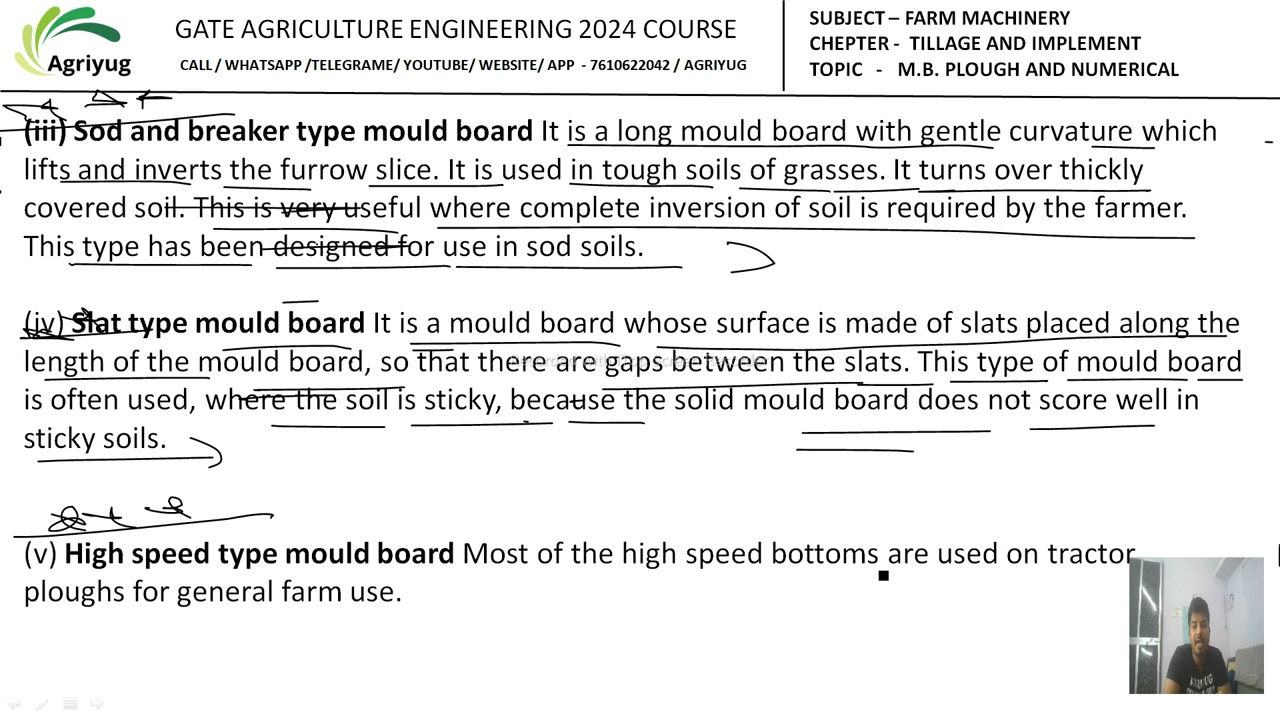 Agriyug
GATE AGRICULTURE ENGINEERING 2024 COURSE
CALL / WHATSAPP /TELEGRAME/ YOUTUBE/ WEBSITE/ APP - 7610622042 / AGRIYUG
SUBJECT – FARM MACHINERY
CHEPTER - TILLAGE AND IMPLEMENT
TOPIC - M.B. PLOUGH AND NUMERICAL
(iii) Sod and breaker type mould board It is a long mould board with gentle curvature which
lifts and inverts the furrow slice. It is used in tough soils of grasses. It turns over thickly
covered soil. This is very useful where complete inversion of soil is required by the farmer.
This type has been designed for use in sod soils.
(iv) Slat type mould board It is a mould board whose surface is made of slats placed along the
length of the mould board, so that there are gaps between the slats. This type of mould board
is often used, where the soil is sticky, because the solid mould board does not score well in
sticky soils.
(v) High speed type mould board Most of the high speed bottoms are used on tractor
ploughs for general farm use.